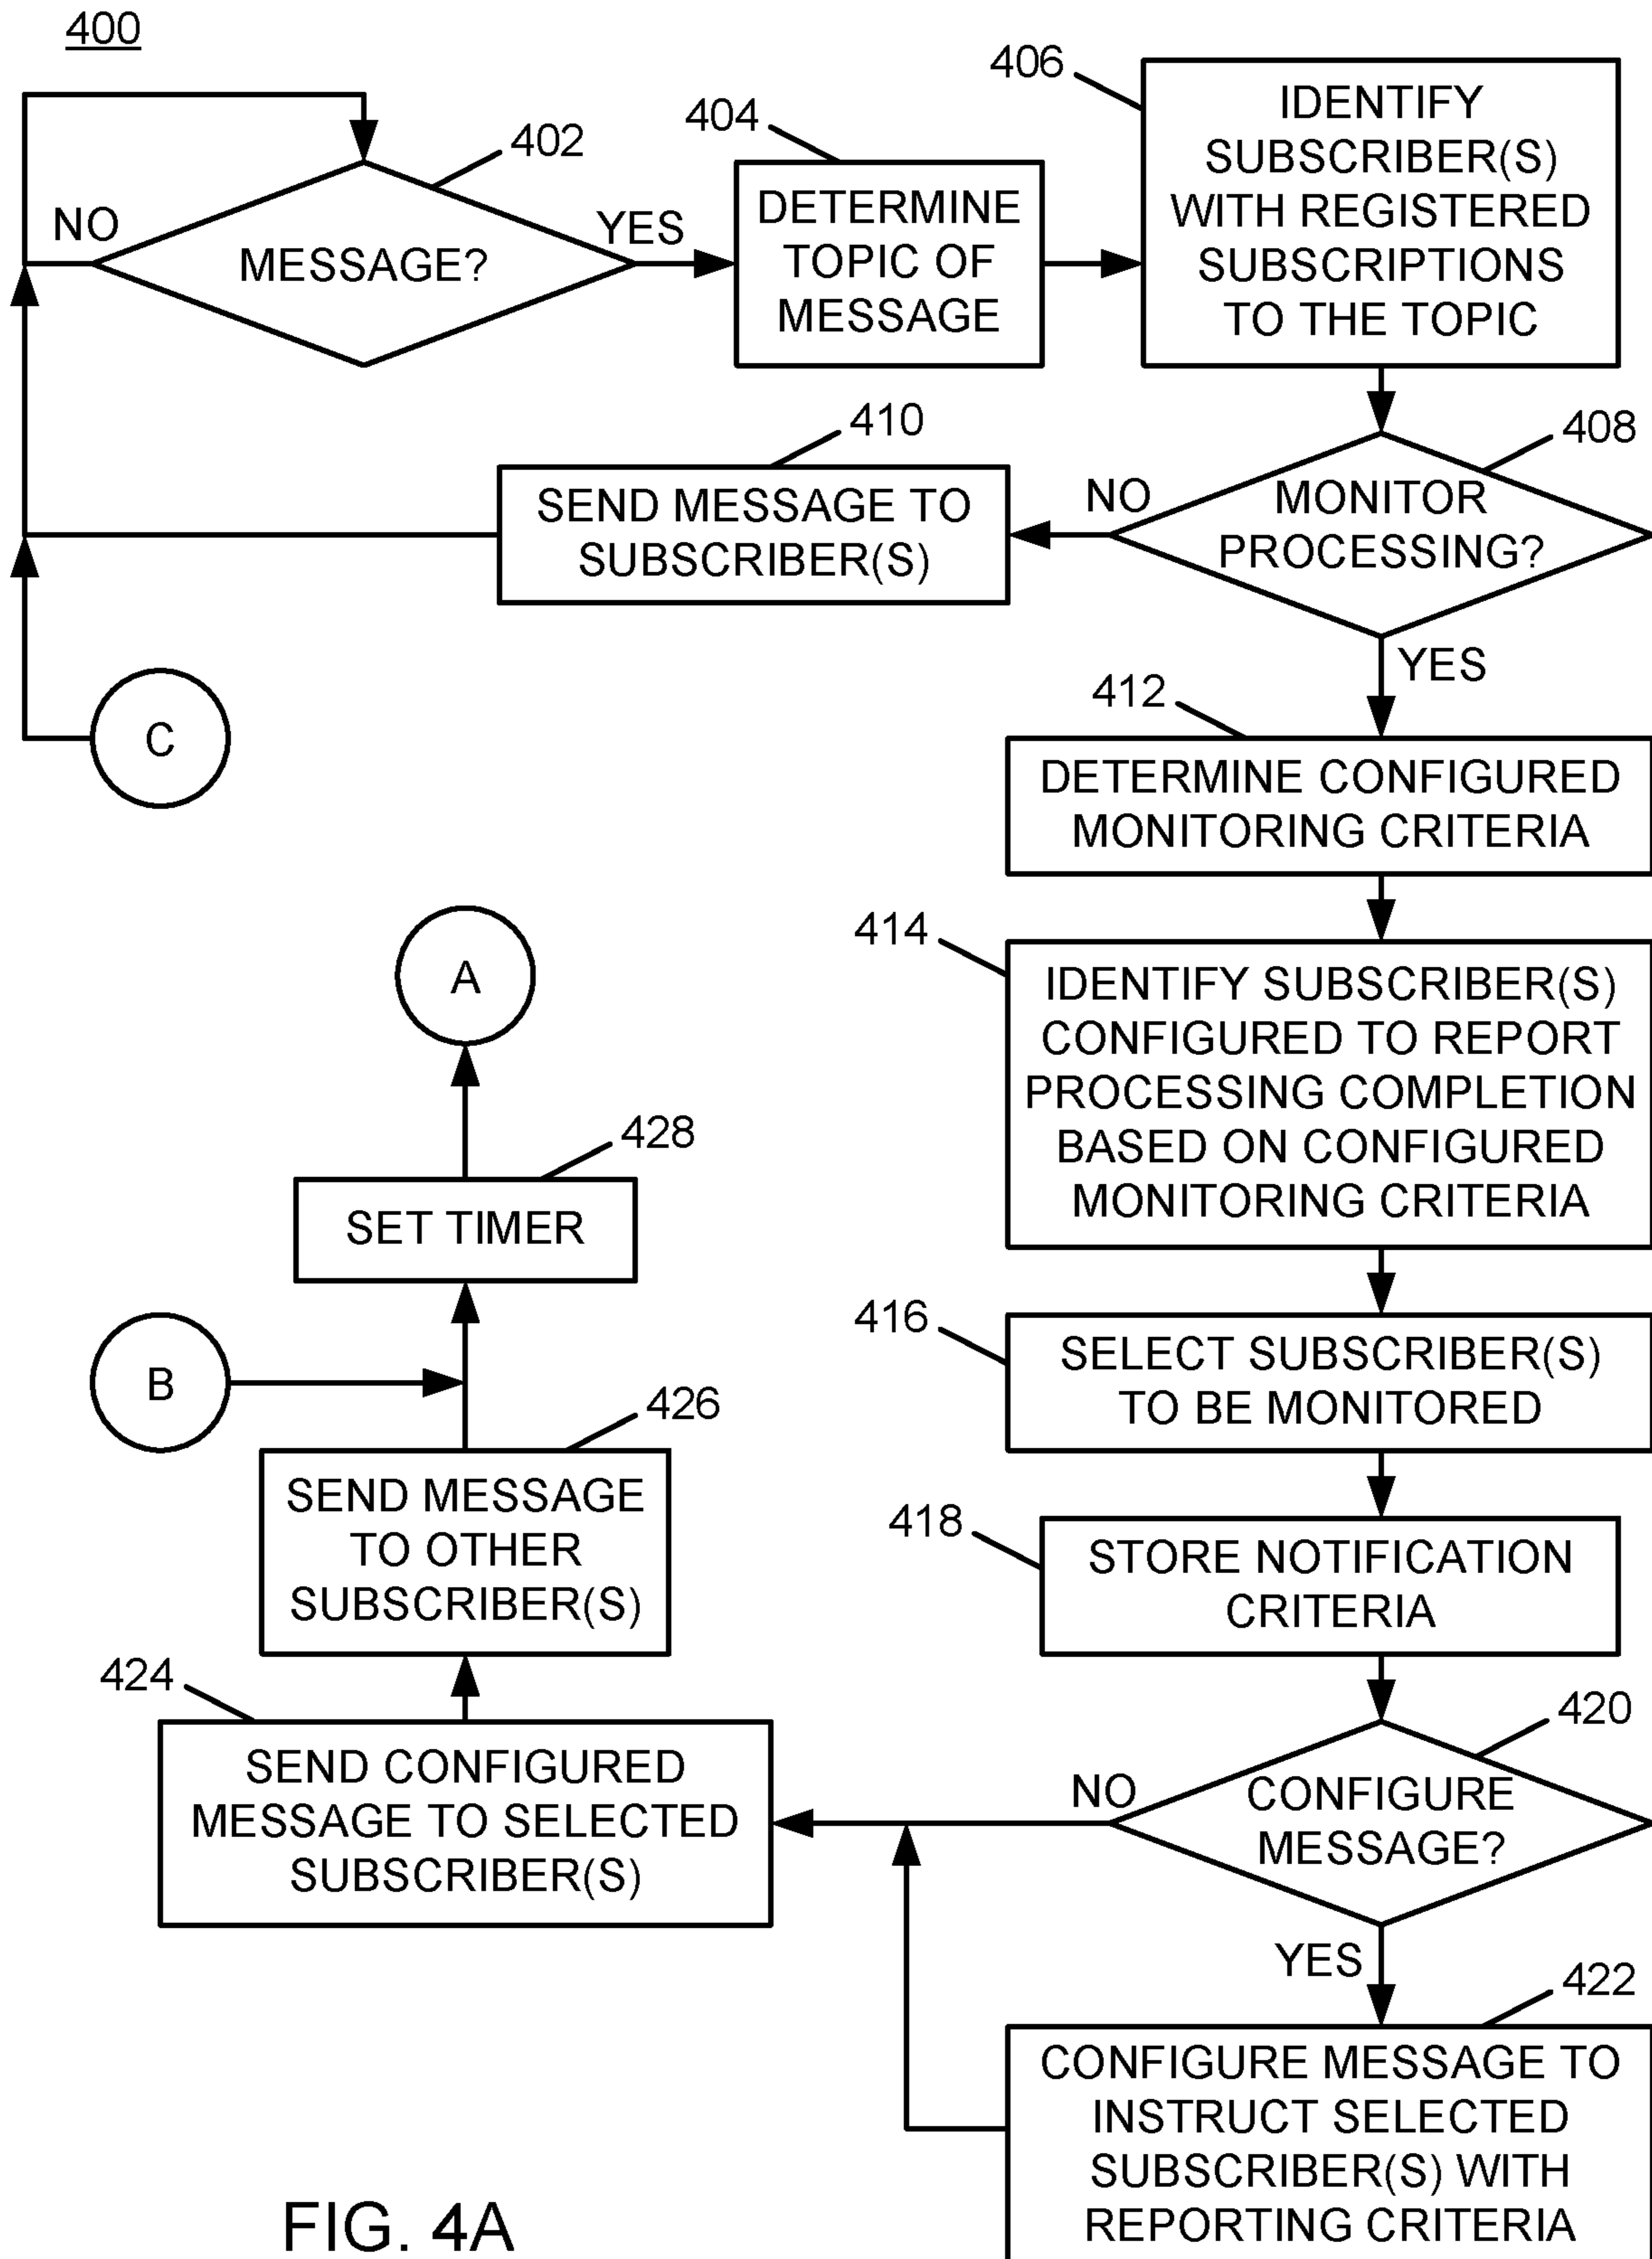 400
402
NO
MESSAGE?
YES
404
DETERMINE
TOPIC OF
MESSAGE
406
IDENTIFY
SUBSCRIBER(S)
WITH REGISTERED
SUBSCRIPTIONS
TO THE TOPIC
408
MONITOR
PROCESSING?
NO
YES
410
SEND MESSAGE TO
SUBSCRIBER(S)
C
412
DETERMINE CONFIGURED
MONITORING CRITERIA
414
IDENTIFY SUBSCRIBER(S)
CONFIGURED TO REPORT
PROCESSING COMPLETION
BASED ON CONFIGURED
MONITORING CRITERIA
416
SELECT SUBSCRIBER(S)
TO BE MONITORED
418
STORE NOTIFICATION
CRITERIA
420
CONFIGURE
MESSAGE?
NO
YES
422
CONFIGURE MESSAGE TO
INSTRUCT SELECTED
SUBSCRIBER(S) WITH
REPORTING CRITERIA
424
SEND CONFIGURED
MESSAGE TO SELECTED
SUBSCRIBER(S)
426
SEND MESSAGE
TO OTHER
SUBSCRIBER(S)
B
428
SET TIMER
A
FIG. 4A